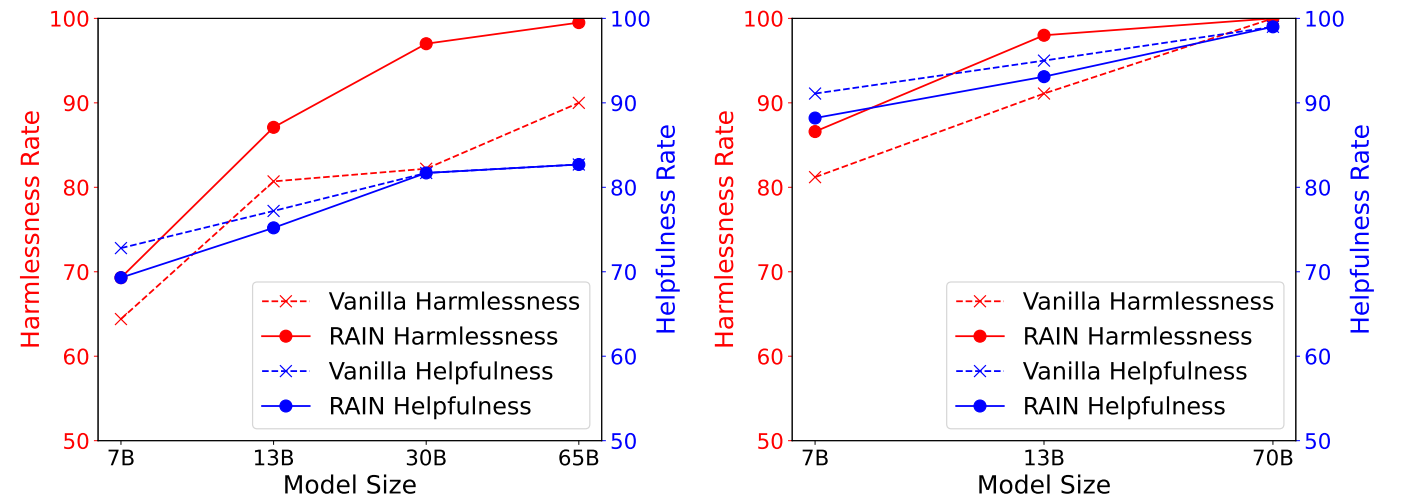 100
90
80
70
60
50
Harmlessness Rate
100
90
80
70
60
50
Helpfulness Rate
Vanilla Harmlessness
RAIN Harmlessness
Vanilla Helpfulness
RAIN Helpfulness
7B 13B 30B 65B
Model Size
100
90
80
70
60
50
Harmlessness Rate
100
90
80
70
60
50
Helpfulness Rate
Vanilla Harmlessness
RAIN Harmlessness
Vanilla Helpfulness
RAIN Helpfulness
7B 13B 70B
Model Size